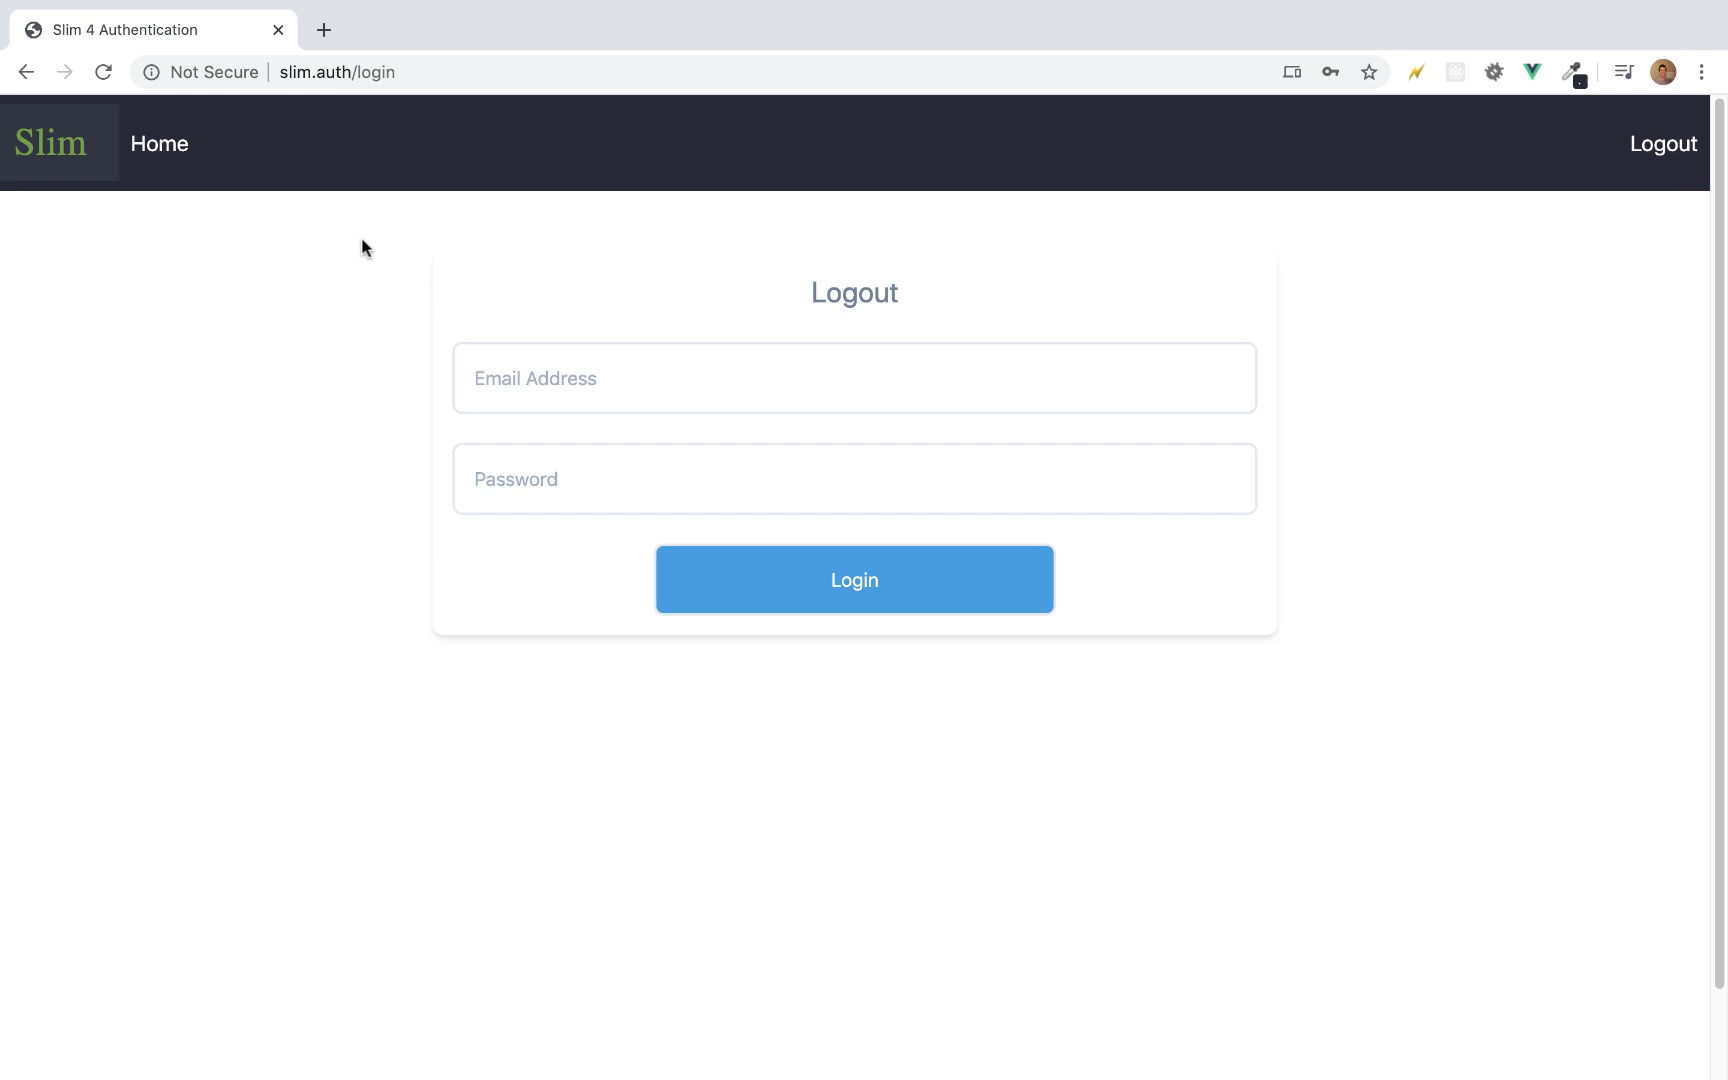 Slim 4 Authentication
Not Secure slim.auth/login
Slim Home Logout
Logout
Email Address
Password
Login